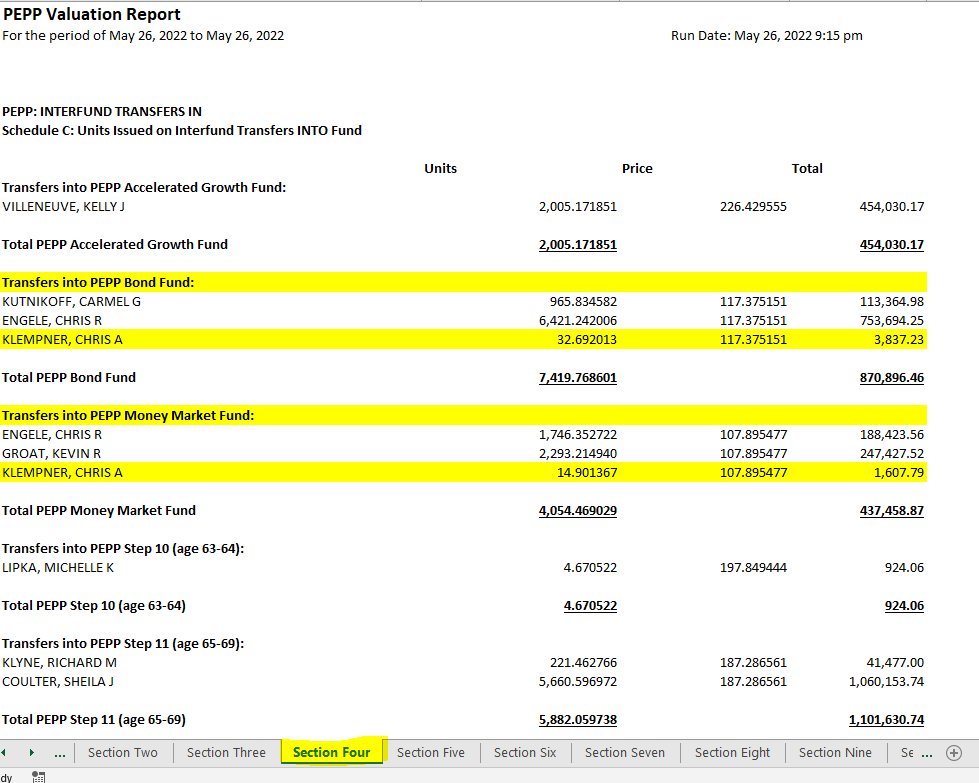 PEPP Valuation Report
For the period of May 26, 2022 to May 26, 2022 Run Date: May 26, 2022 9:15 pm
PEPP: INTERFUND TRANSFERS IN
Schedule C: Units Issued on Interfund Transfers INTO Fund
Units Price Total
Transfers into PEPP Accelerated Growth Fund:
VILLENEUVE, KELLY J 2,005.171851 226.429555 454,030.17
Total PEPP Accelerated Growth Fund 2,005.171851 454,030.17
Transfers into PEPP Bond Fund:
KUTNIKOFF, CARMEL G 965.834582 117.375151 113,364.98
ENGELE, CHRIS R 6,421.242006 117.375151 753,694.25
KLEMPNER, CHRIS A 32.692013 117.375151 3,837.23
Total PEPP Bond Fund 7,419.768601 870,896.46
Transfers into PEPP Money Market Fund:
ENGELE, CHRIS R 1,746.352722 107.895477 188,423.56
GROAT, KEVIN R 2,293.214940 107.895477 247,427.52
KLEMPNER, CHRIS A 14.901367 107.895477 1,607.79
Total PEPP Money Market Fund 4,054.469029 437,458.87
Transfers into PEPP Step 10 (age 63-64):
LIPKA, MICHELLE K 4.670522 197.849444 924.06
Total PEPP Step 10 (age 63-64) 4.670522 924.06
Transfers into PEPP Step 11 (age 65-69):
KLYNE, RICHARD M 221.462766 187.286561 41,477.00
COULTER, SHEILA J 5,660.596972 187.286561 1,060,153.74
Total PEPP Step 11 (age 65-69) 5,882.059738 1,101,630.74
... Section Two Section Three Section Four Section Five Section Six Section Seven Section Eight Section Nine Se ...
dy